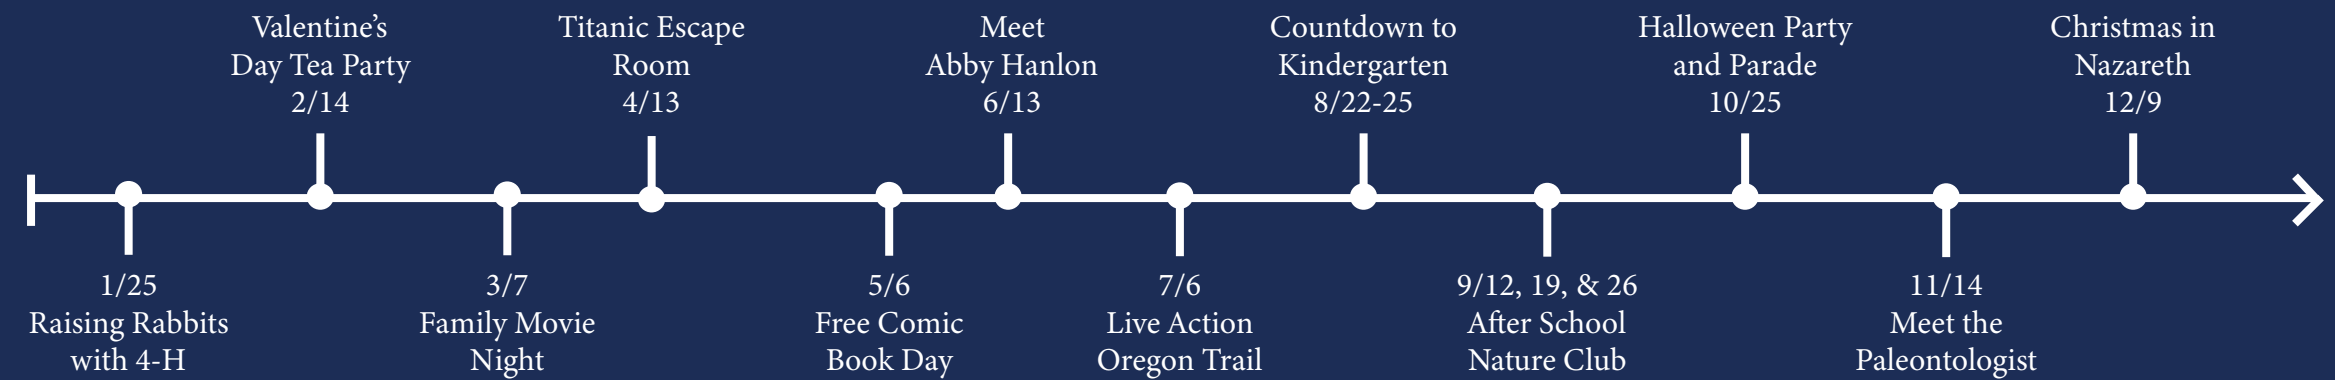 Valentine’s
Day Tea Party
2/14
Titanic Escape
Room
4/13
Meet
Abby Hanlon
6/13
Countdown to
Kindergarten
8/22-25
Halloween Party
and Parade
10/25
Christmas in
Nazareth
12/9
1/25
Raising Rabbits
with 4-H
3/7
Family Movie
Night
5/6
Free Comic
Book Day
7/6
Live Action
Oregon Trail
9/12, 19, & 26
After School
Nature Club
11/14
Meet the
Paleontologist